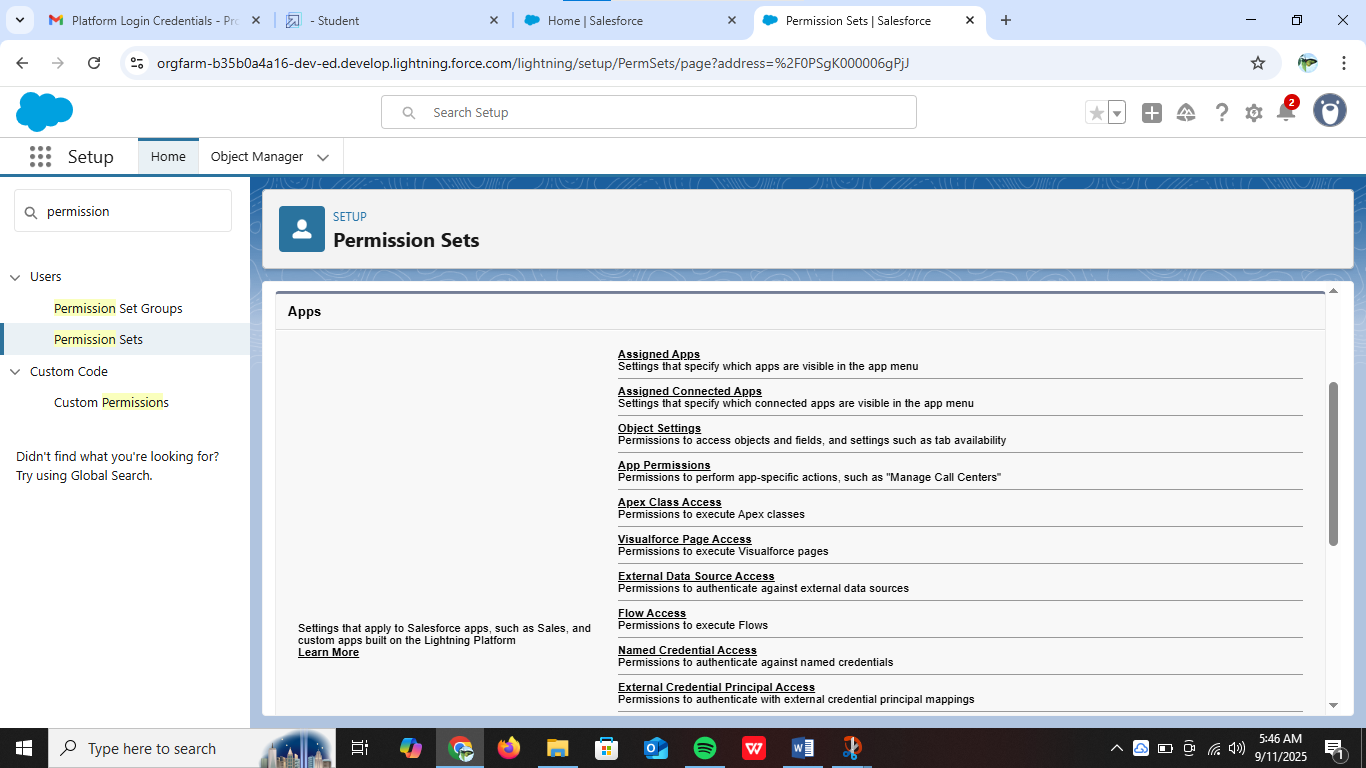 Platform Login Credentials - Pro
- Student
Home | Salesforce
Permission Sets | Salesforce
orgfarm-b35b0a4a16-dev-ed.develop.lightning.force.com/lightning/setup/PermSets/page?address=%2F0PSgK000006gPjJ
Search Setup
2
Setup
Home
Object Manager
permission
Users
Permission Set Groups
Permission Sets
Custom Code
Custom Permissions
Didn't find what you're looking for?
Try using Global Search.
SETUP
Permission Sets
Apps
Settings that apply to Salesforce apps, such as Sales, and
custom apps built on the Lightning Platform
Learn More
Assigned Apps
Settings that specify which apps are visible in the app menu
Assigned Connected Apps
Settings that specify which connected apps are visible in the app menu
Object Settings
Permissions to access objects and fields, and settings such as tab availability
App Permissions
Permissions to perform app-specific actions, such as "Manage Call Centers"
Apex Class Access
Permissions to execute Apex classes
Visualforce Page Access
Permissions to execute Visualforce pages
External Data Source Access
Permissions to authenticate against external data sources
Flow Access
Permissions to execute Flows
Named Credential Access
Permissions to authenticate against named credentials
External Credential Principal Access
Permissions to authenticate with external credential principal mappings
Type here to search
5:46 AM
9/11/2025
1